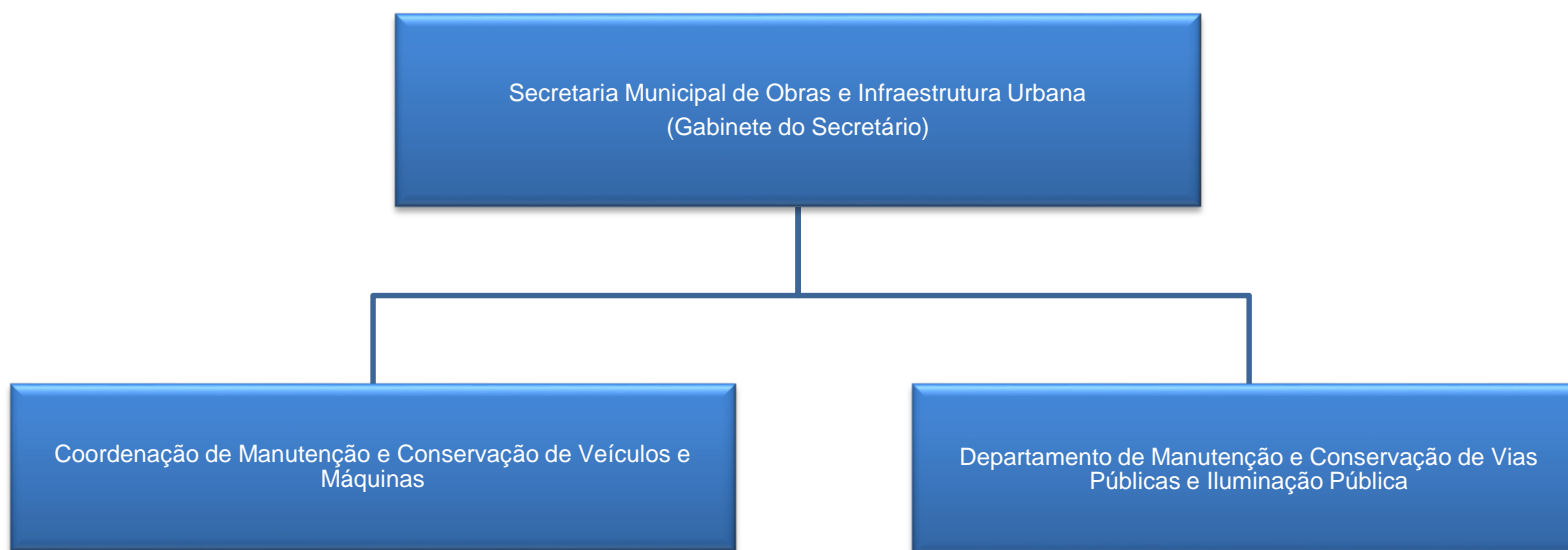 Secretaria Municipal de Obras e Infraestrutura Urbana
(Gabinete do Secretário)
Coordenação de Manutenção e Conservação de Veículos e
Máquinas
Departamento de Manutenção e Conservação de Vias
Públicas e Iluminação Pública